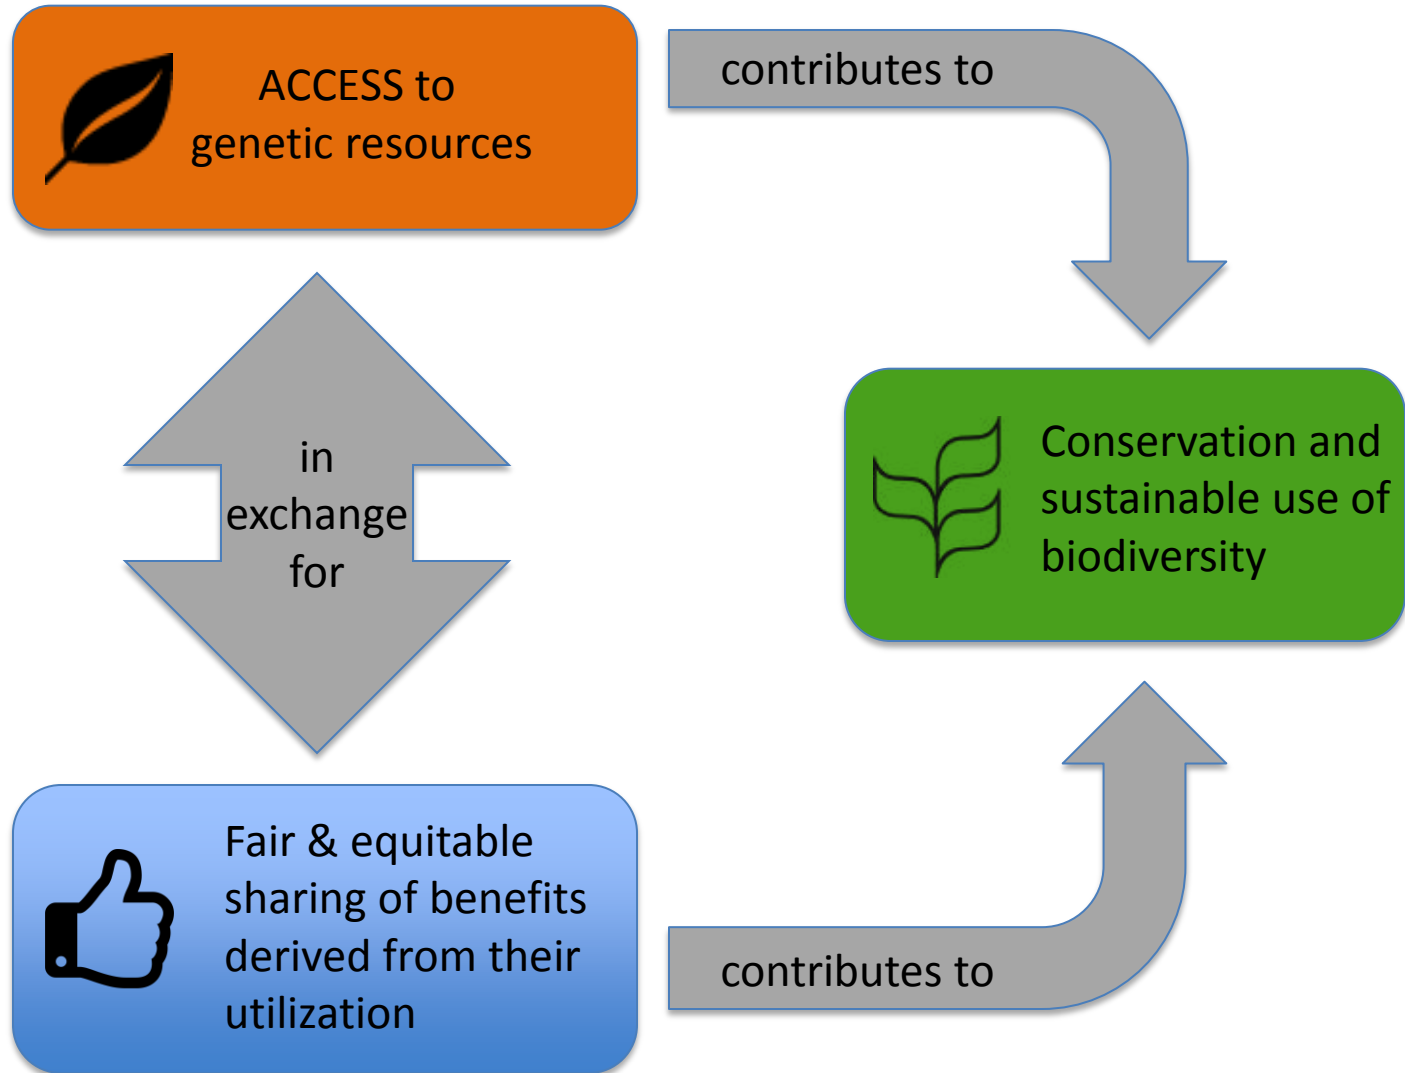 ACCESS to
genetic resources
contributes to
in
exchange
for
Conservation and
sustainable use of
biodiversity
Fair & equitable
sharing of benefits
derived from their
utilization
contributes to